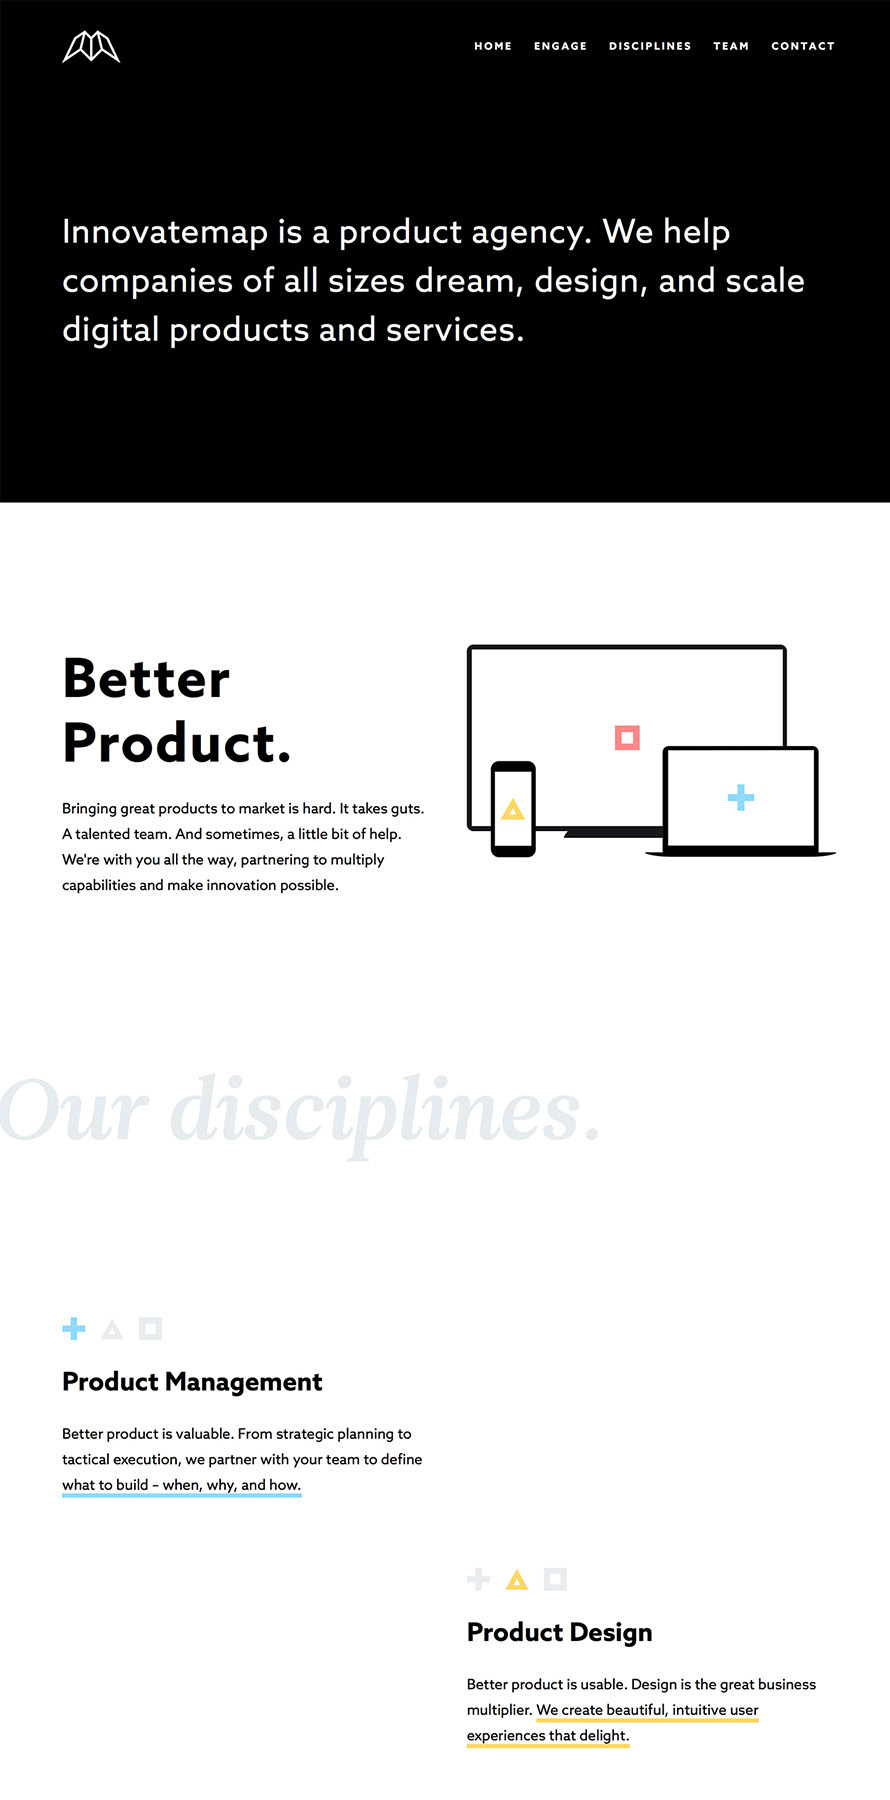 HOME ENGAGE DISCIPLINES TEAM CONTACT
Innovatemap is a product agency. We help
companies of all sizes dream, design, and scale
digital products and services.
Better
Product.
Bringing great products to market is hard. It takes guts.
A talented team. And sometimes, a little bit of help.
We're with you all the way, partnering to multiply
capabilities and make innovation possible.
Our disciplines.
Product Management
Better product is valuable. From strategic planning to
tactical execution, we partner with your team to define
what to build – when, why, and how.
Product Design
Better product is usable. Design is the great business
multiplier. We create beautiful, intuitive user
experiences that delight.